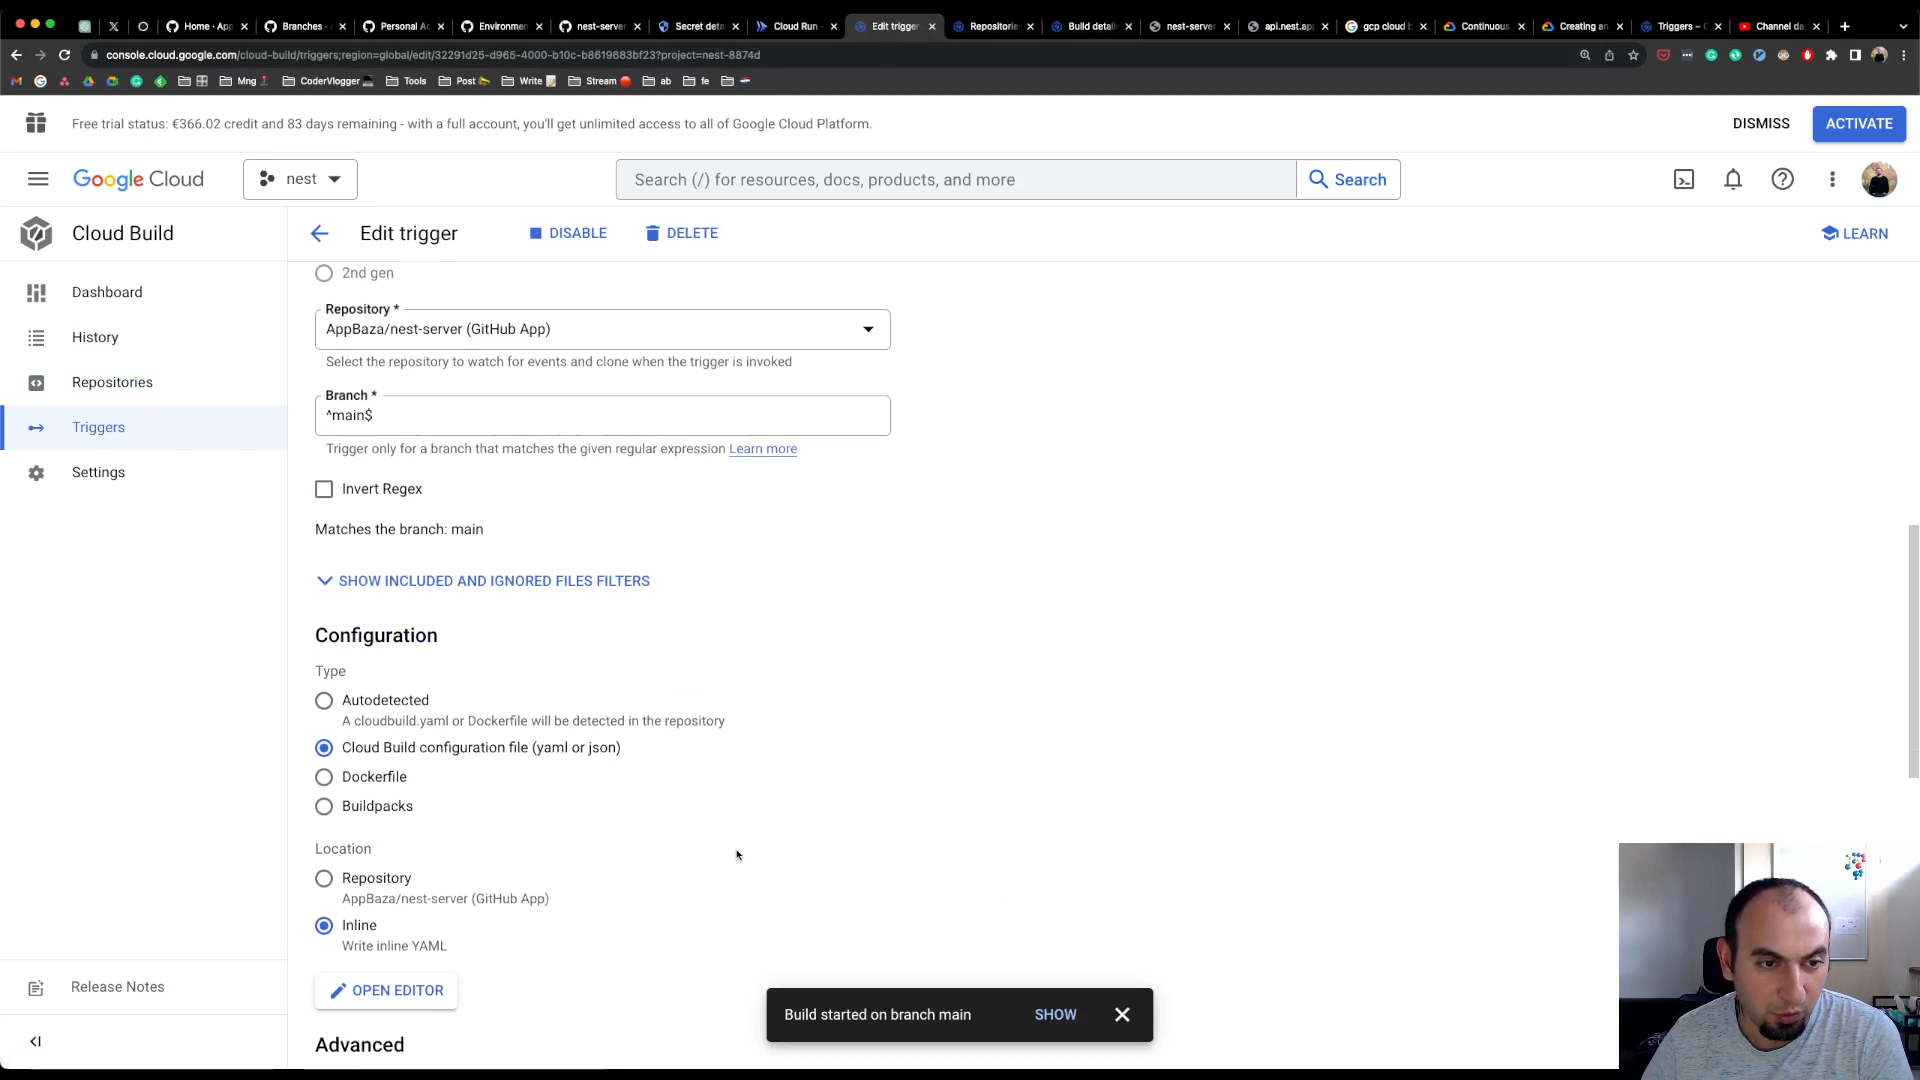 Home · App
Branches ·
Personal Ac
Environmen
nest-server
Secret deta
Cloud Run
Edit trigger
Repositorie
Build detail
nest-server
api.nest.app
gcp cloud b
Continuous
Creating an
Triggers – C
Channel da
console.cloud.google.com/cloud-build/triggers;region=global/edit/32291d25-d965-4000-b10c-b8619683bf23?project=nest-8874d
Mng
CoderVlogger
Tools
Post
Write
Stream
ab
fe
Free trial status: €366.02 credit and 83 days remaining - with a full account, you'll get unlimited access to all of Google Cloud Platform.
DISMISS
ACTIVATE
Google Cloud
nest
Search (/) for resources, docs, products, and more
Search
Cloud Build
Edit trigger
DISABLE
DELETE
LEARN
Dashboard
History
Repositories
Triggers
Settings
Release Notes
2nd gen
Repository *
AppBaza/nest-server (GitHub App)
Select the repository to watch for events and clone when the trigger is invoked
Branch *
^main$
Trigger only for a branch that matches the given regular expression Learn more
Invert Regex
Matches the branch: main
SHOW INCLUDED AND IGNORED FILES FILTERS
Configuration
Type
Autodetected
A cloudbuild.yaml or Dockerfile will be detected in the repository
Cloud Build configuration file (yaml or json)
Dockerfile
Buildpacks
Location
Repository
AppBaza/nest-server (GitHub App)
Inline
Write inline YAML
OPEN EDITOR
Advanced
Build started on branch main
SHOW